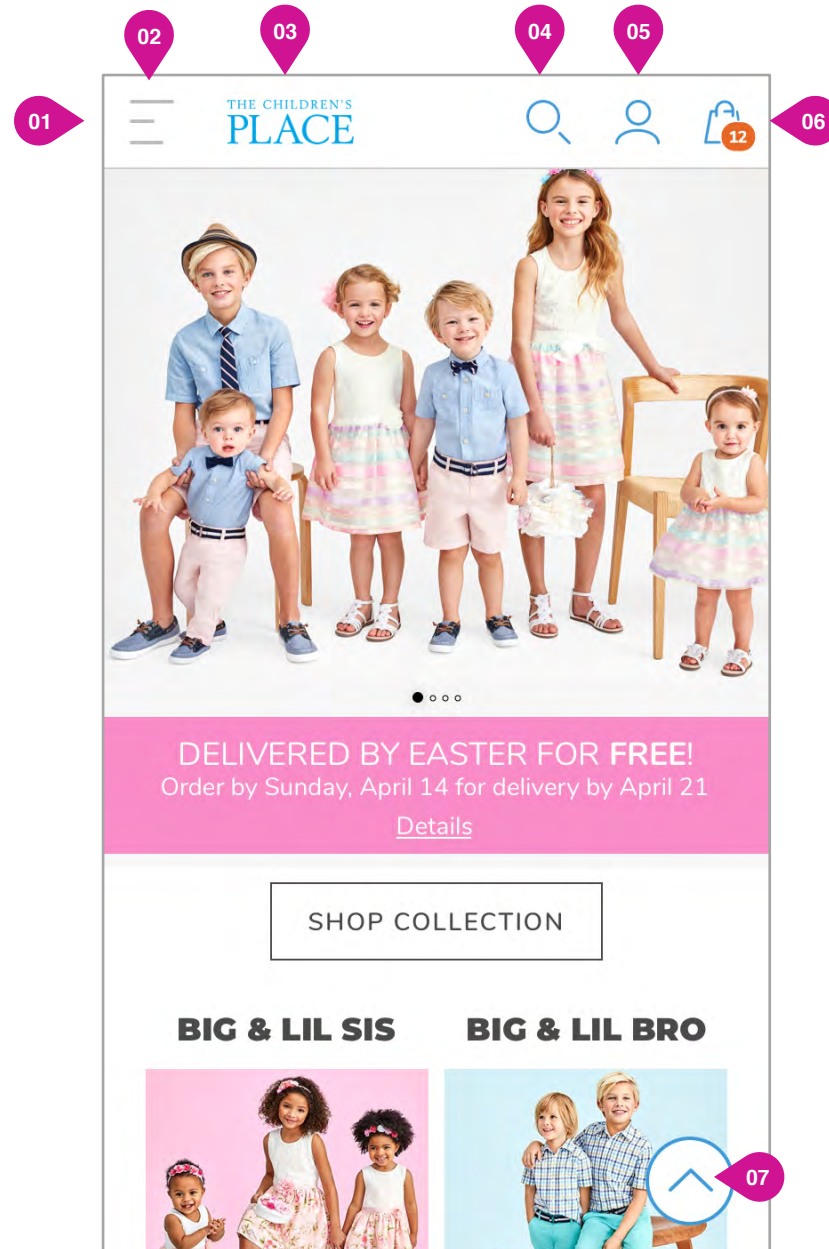 02
03
04
05
01
THE CHILDREN'S
PLACE
12
06
DELIVERED BY EASTER FOR FREE!
Order by Sunday, April 14 for delivery by April 21
Details
SHOP COLLECTION
BIG & LIL SIS
BIG & LIL BRO
07